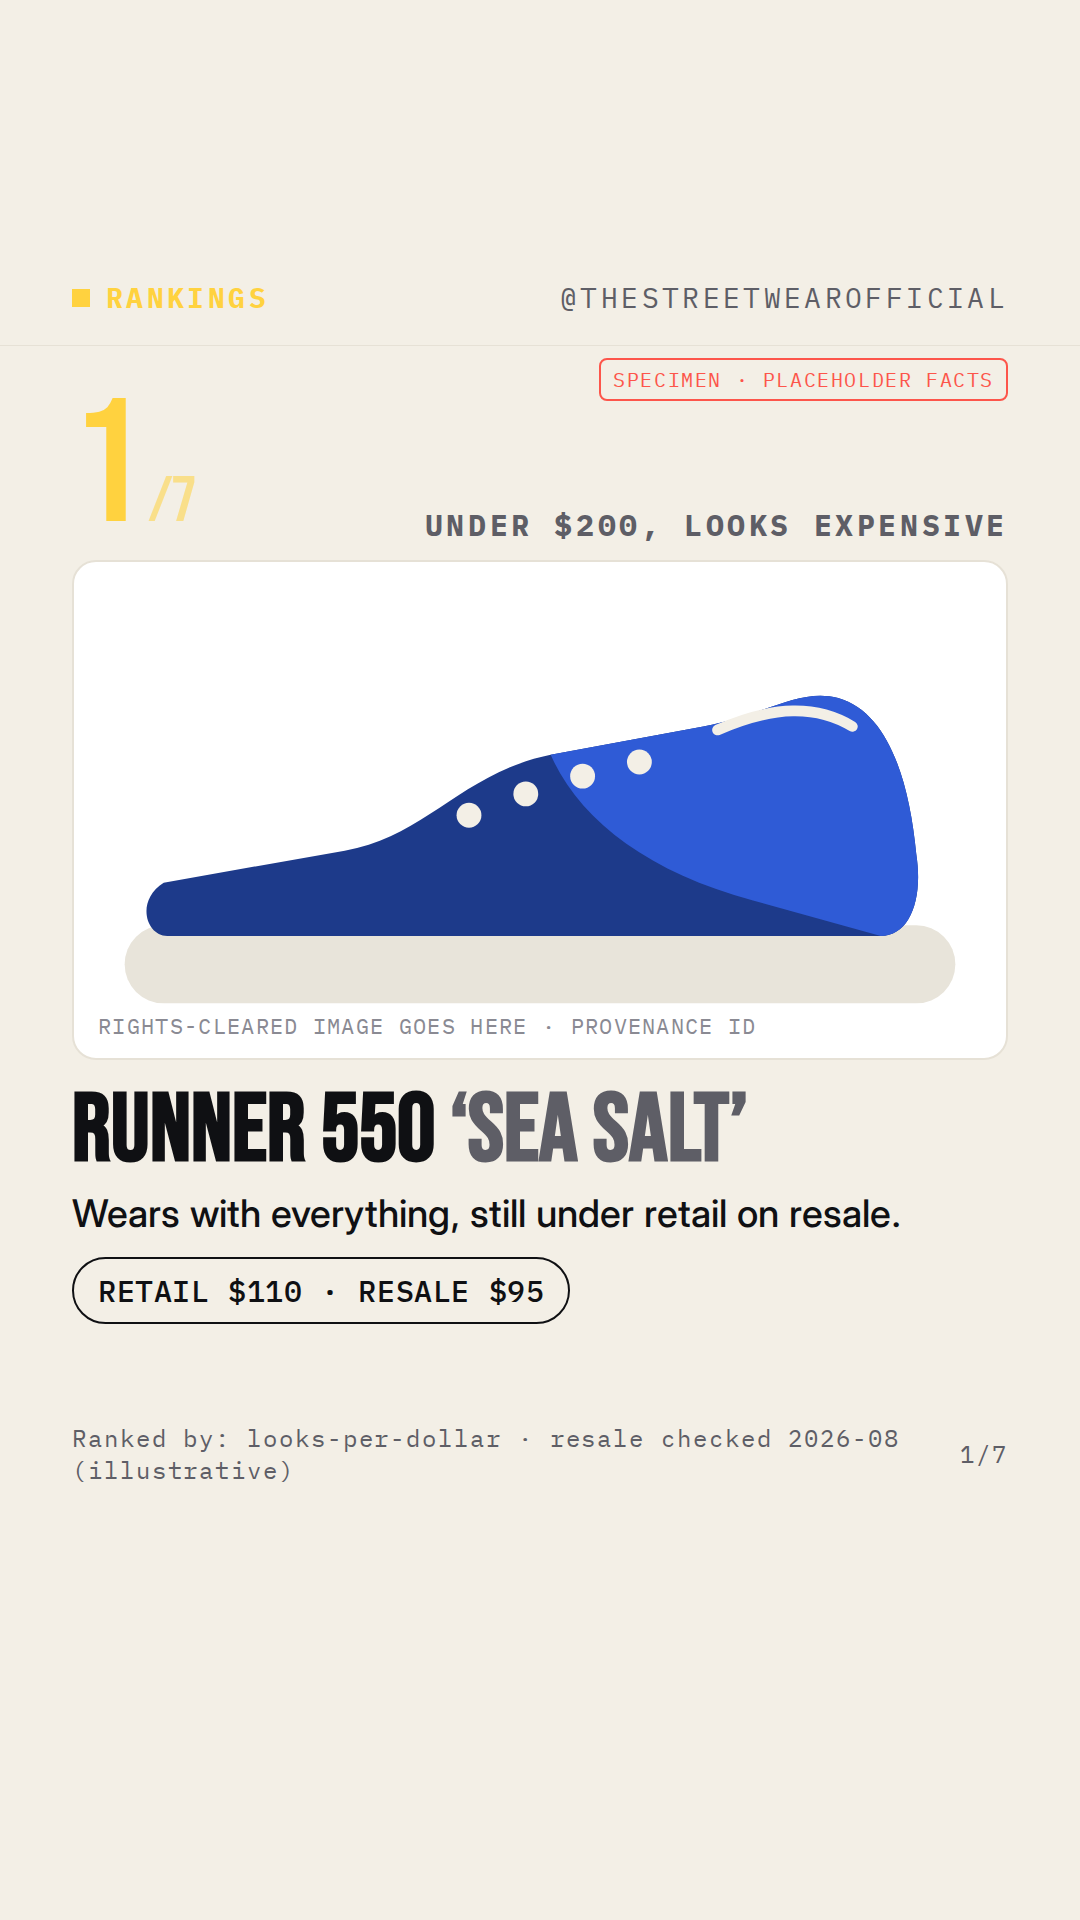 RANKINGS
@THESTREETWEAROFFICIAL
SPECIMEN · PLACEHOLDER FACTS
1/7
UNDER $200, LOOKS EXPENSIVE
RIGHTS-CLEARED IMAGE GOES HERE · PROVENANCE ID
RUNNER 550 ‘SEA SALT’
Wears with everything, still under retail on resale.
RETAIL $110 · RESALE $95
Ranked by: looks-per-dollar · resale checked 2026-08
(illustrative)
1/7